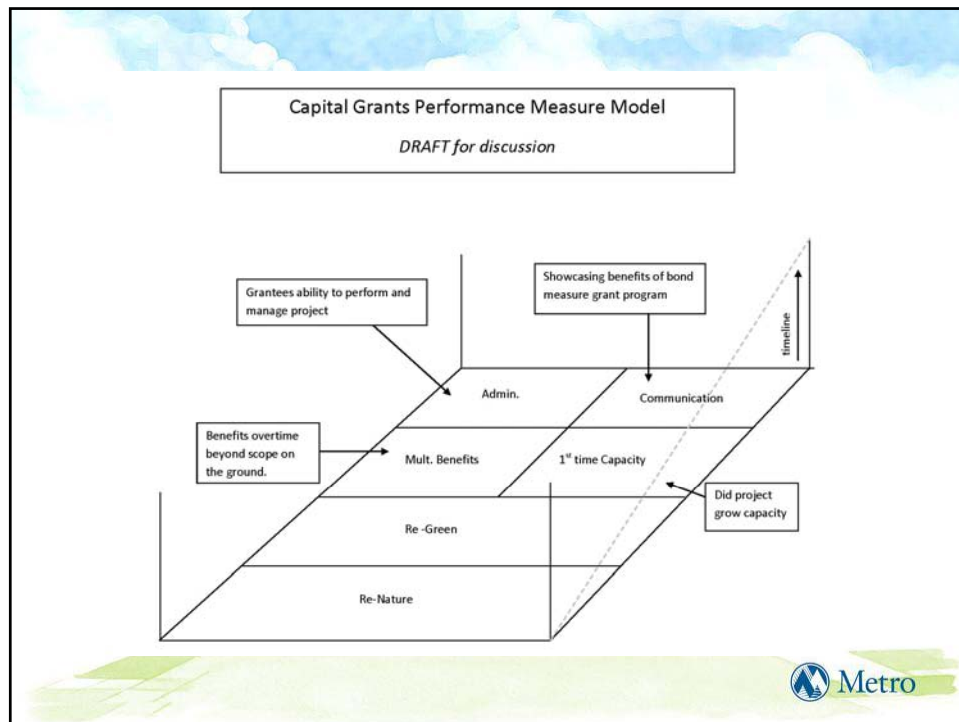 Capital Grants Performance Measure Model
DRAFT for discussion
Grantees ability to perform and
manage project
Showcasing benefits of bond
measure grant program
timeline
Admin.
Communication
Benefits overtime
beyond scope on
the ground.
Mult. Benefits
1st time Capacity
Did project
grow capacity
Re -Green
Re-Nature
Metro